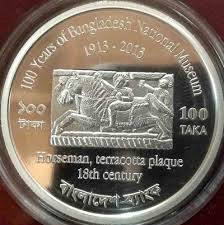 100 Years of Bangladesh National Museum
1913 - 2013
১০০
টাকা
100
TAKA
Horseman, terracotta plaque
18th century
বাংলাদেশ ব্যাংক